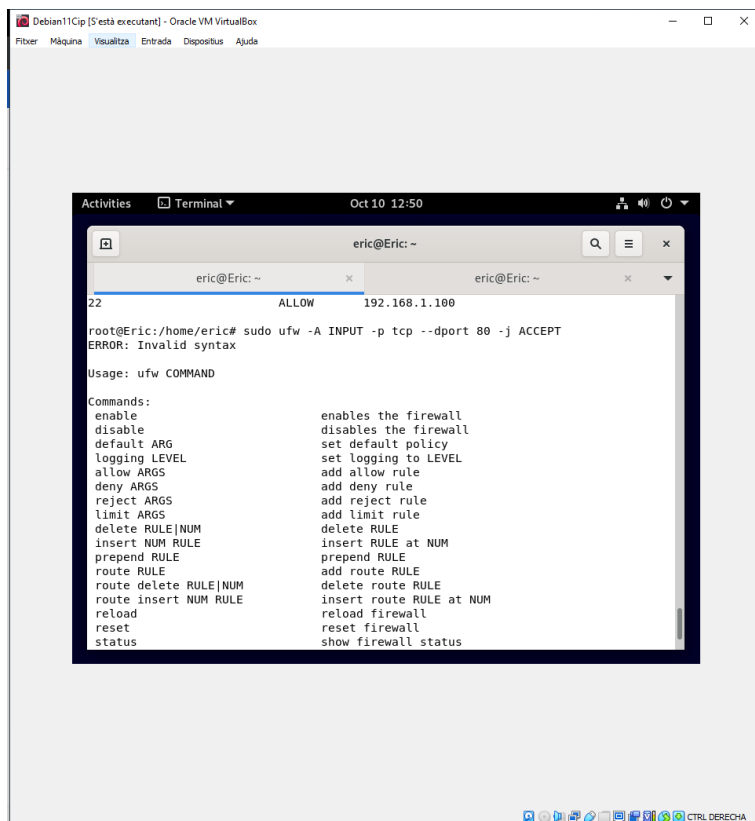 Debian11Cip [S'està executant] - Oracle VM VirtualBox
Fitxer Màquina Visualitza Entrada Dispositius Ajuda
Activities Terminal Oct 10 12:50
eric@Eric: ~
eric@Eric: ~ eric@Eric: ~
22 ALLOW 192.168.1.100
root@Eric:/home/eric# sudo ufw -A INPUT -p tcp --dport 80 -j ACCEPT
ERROR: Invalid syntax
Usage: ufw COMMAND
Commands:
enable enables the firewall
disable disables the firewall
default ARG set default policy
logging LEVEL set logging to LEVEL
allow ARGS add allow rule
deny ARGS add deny rule
reject ARGS add reject rule
limit ARGS add limit rule
delete RULE|NUM delete RULE
insert NUM RULE insert RULE at NUM
prepend RULE prepend RULE
route RULE add route RULE
route delete RULE|NUM delete route RULE
route insert NUM RULE insert route RULE at NUM
reload reload firewall
reset reset firewall
status show firewall status
CTRL DERECHA